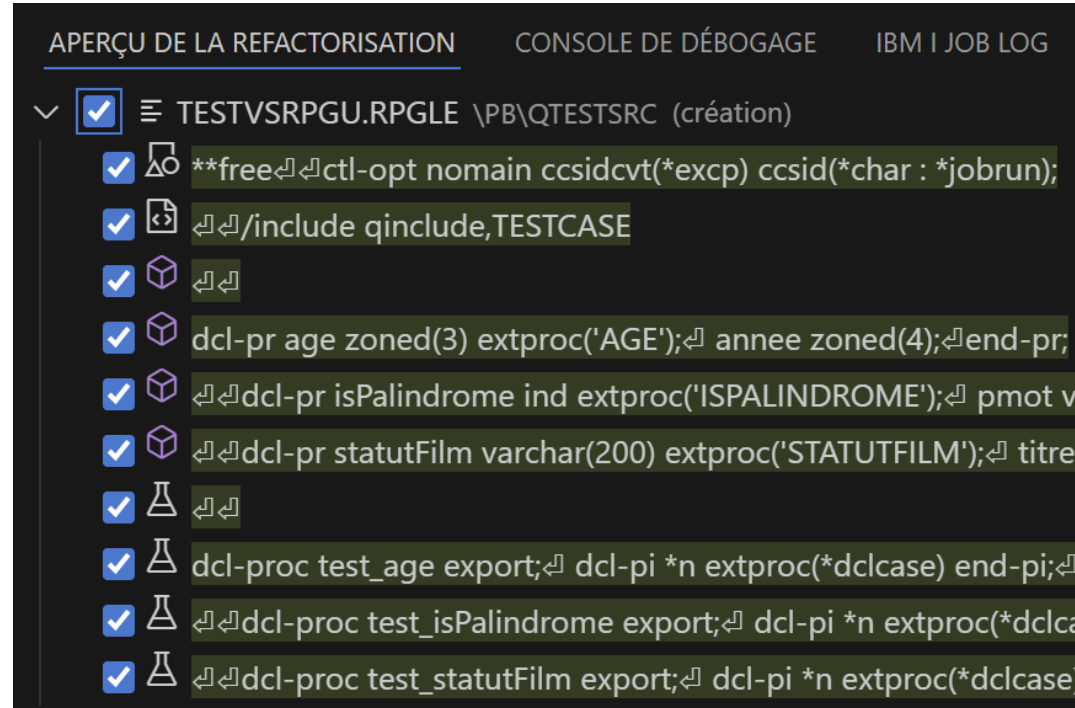 APERÇU DE LA REFACTORISATION CONSOLE DE DÉBOGAGE IBM I JOB LOG
TESTVSRPGU.RPGLE \PB\QTESTSRC (création)
**free⏎⏎ctl-opt nomain ccsidcvt(*excp) ccsid(*char : *jobrun);
⏎⏎/include qinclude,TESTCASE
⏎⏎
dcl-pr age zoned(3) extproc('AGE');⏎ annee zoned(4);⏎end-pr;
⏎⏎dcl-pr isPalindrome ind extproc('ISPALINDROME');⏎ pmot v
⏎⏎dcl-pr statutFilm varchar(200) extproc('STATUTFILM');⏎ titre
⏎⏎
dcl-proc test_age export;⏎ dcl-pi *n extproc(*dclcase) end-pi;⏎
⏎⏎dcl-proc test_isPalindrome export;⏎ dcl-pi *n extproc(*dclca
⏎⏎dcl-proc test_statutFilm export;⏎ dcl-pi *n extproc(*dclcase)